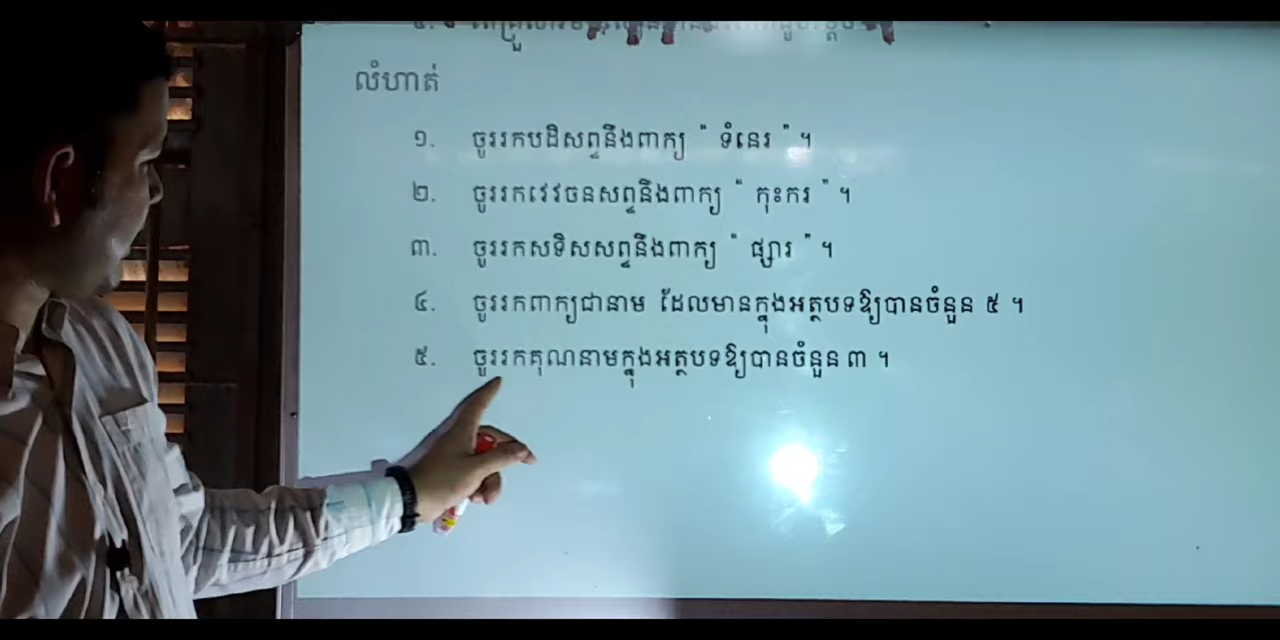 លំហាត់
១. ចូររកបដិសព្ទនឹងពាក្យ " ទំនេរ " ។
២. ចូររកវេវចនសព្ទនឹងពាក្យ " កុះករ " ។
៣. ចូររកសទិសសព្ទនឹងពាក្យ " ផ្សារ " ។
៤. ចូររកពាក្យជានាម ដែលមានក្នុងអត្ថបទឱ្យបានចំនួន ៥ ។
៥. ចូររកគុណនាមក្នុងអត្ថបទឱ្យបានចំនួន ៣ ។